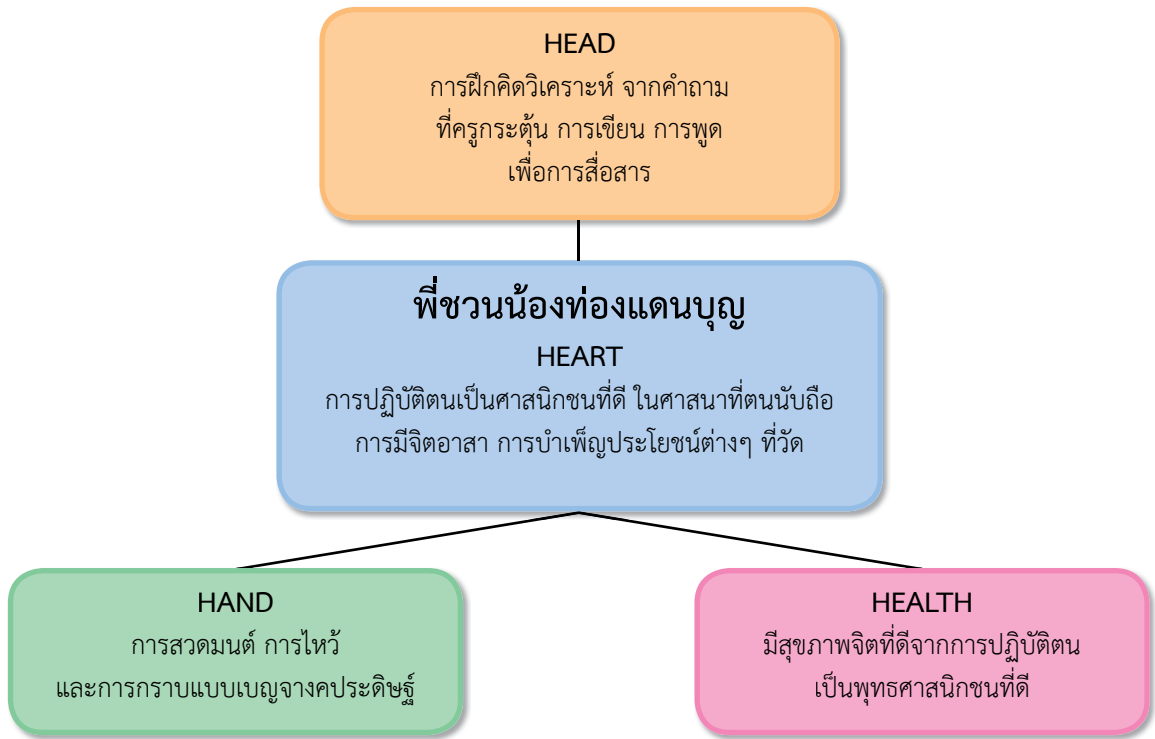 HEAD
การฝึกคิดวิเคราะห์ จากคำถาม
ที่ครูกระตุ้น การเขียน การพูด
เพื่อการสื่อสาร
พี่ชวนน้องท่องแดนบุญ
HEART
การปฏิบัติตนเป็นศาสนิกชนที่ดี ในศาสนาที่ตนนับถือ
การมีจิตอาสา การบำเพ็ญประโยชน์ต่างๆ ที่วัด
HAND
การสวดมนต์ การไหว้
และการกราบแบบเบญจางคประดิษฐ์
HEALTH
มีสุขภาพจิตที่ดีจากการปฏิบัติตน
เป็นพุทธศาสนิกชนที่ดี